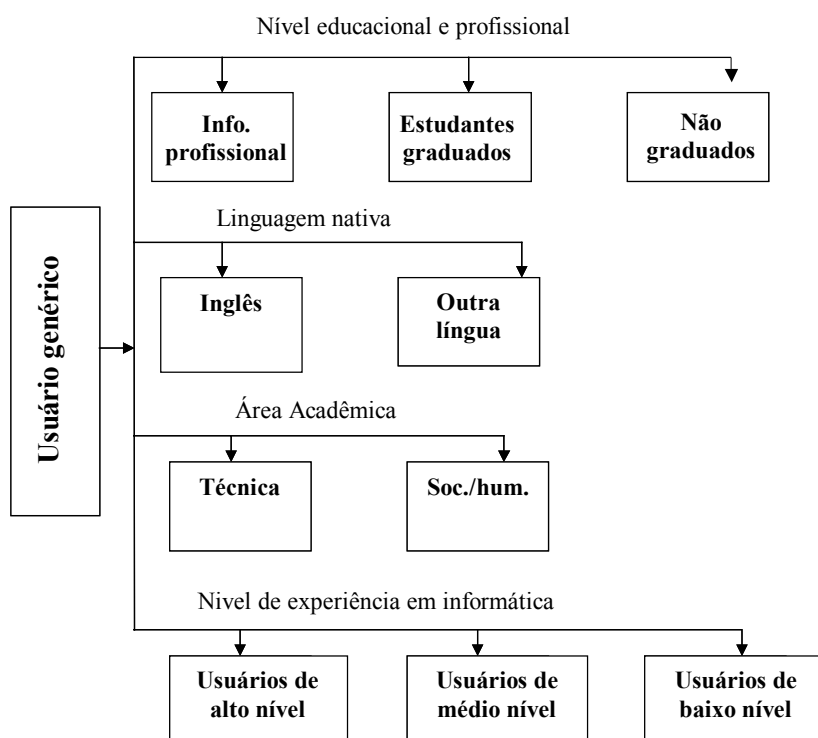 Nível educacional e profissional
Info.
profissional
Estudantes
graduados
Não
graduados
Usuário genérico
Linguagem nativa
Inglês
Outra
língua
Área Acadêmica
Técnica
Soc./hum.
Nivel de experiência em informática
Usuários de
alto nível
Usuários de
médio nível
Usuários de
baixo nível